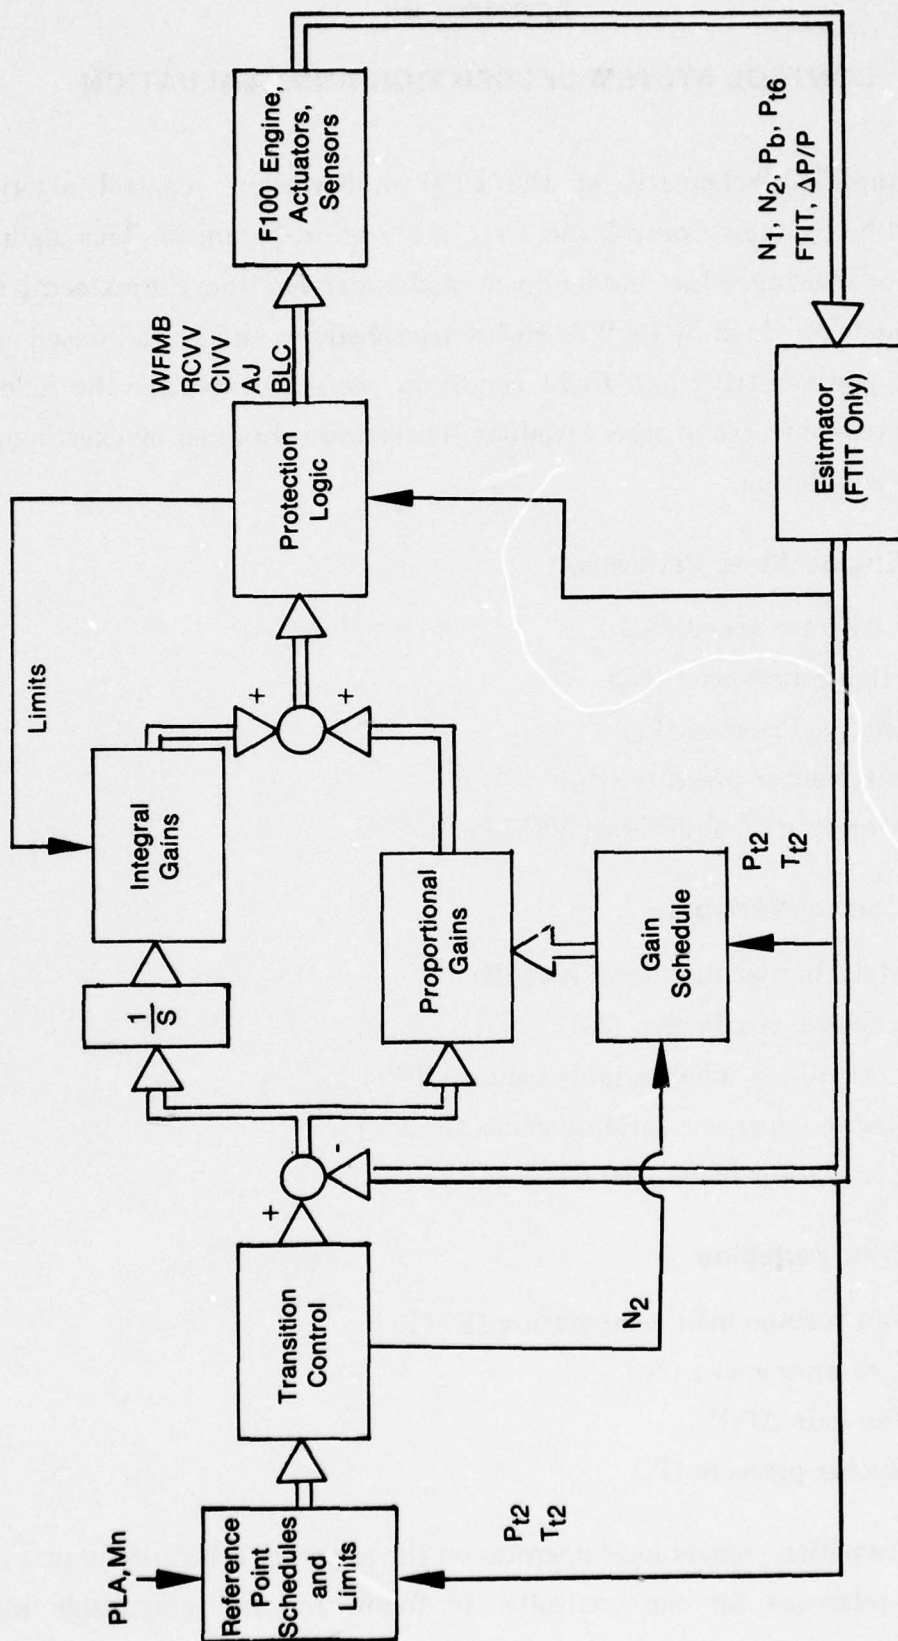 PLA, Mn
Reference
Point
Schedules
and
Limits
Pt2
Tt2
Transition
Control
N2
+
-
1
S
Integral
Gains
Limits
Proportional
Gains
Gain
Schedule
Pt2
Tt2
+
+
Protection
Logic
WFMB
RCVV
CIVV
AJ
BLC
F100 Engine,
Actuators,
Sensors
N1, N2, Pb, Pt6
FTIT, ΔP/P
Esitmator
(FTIT Only)